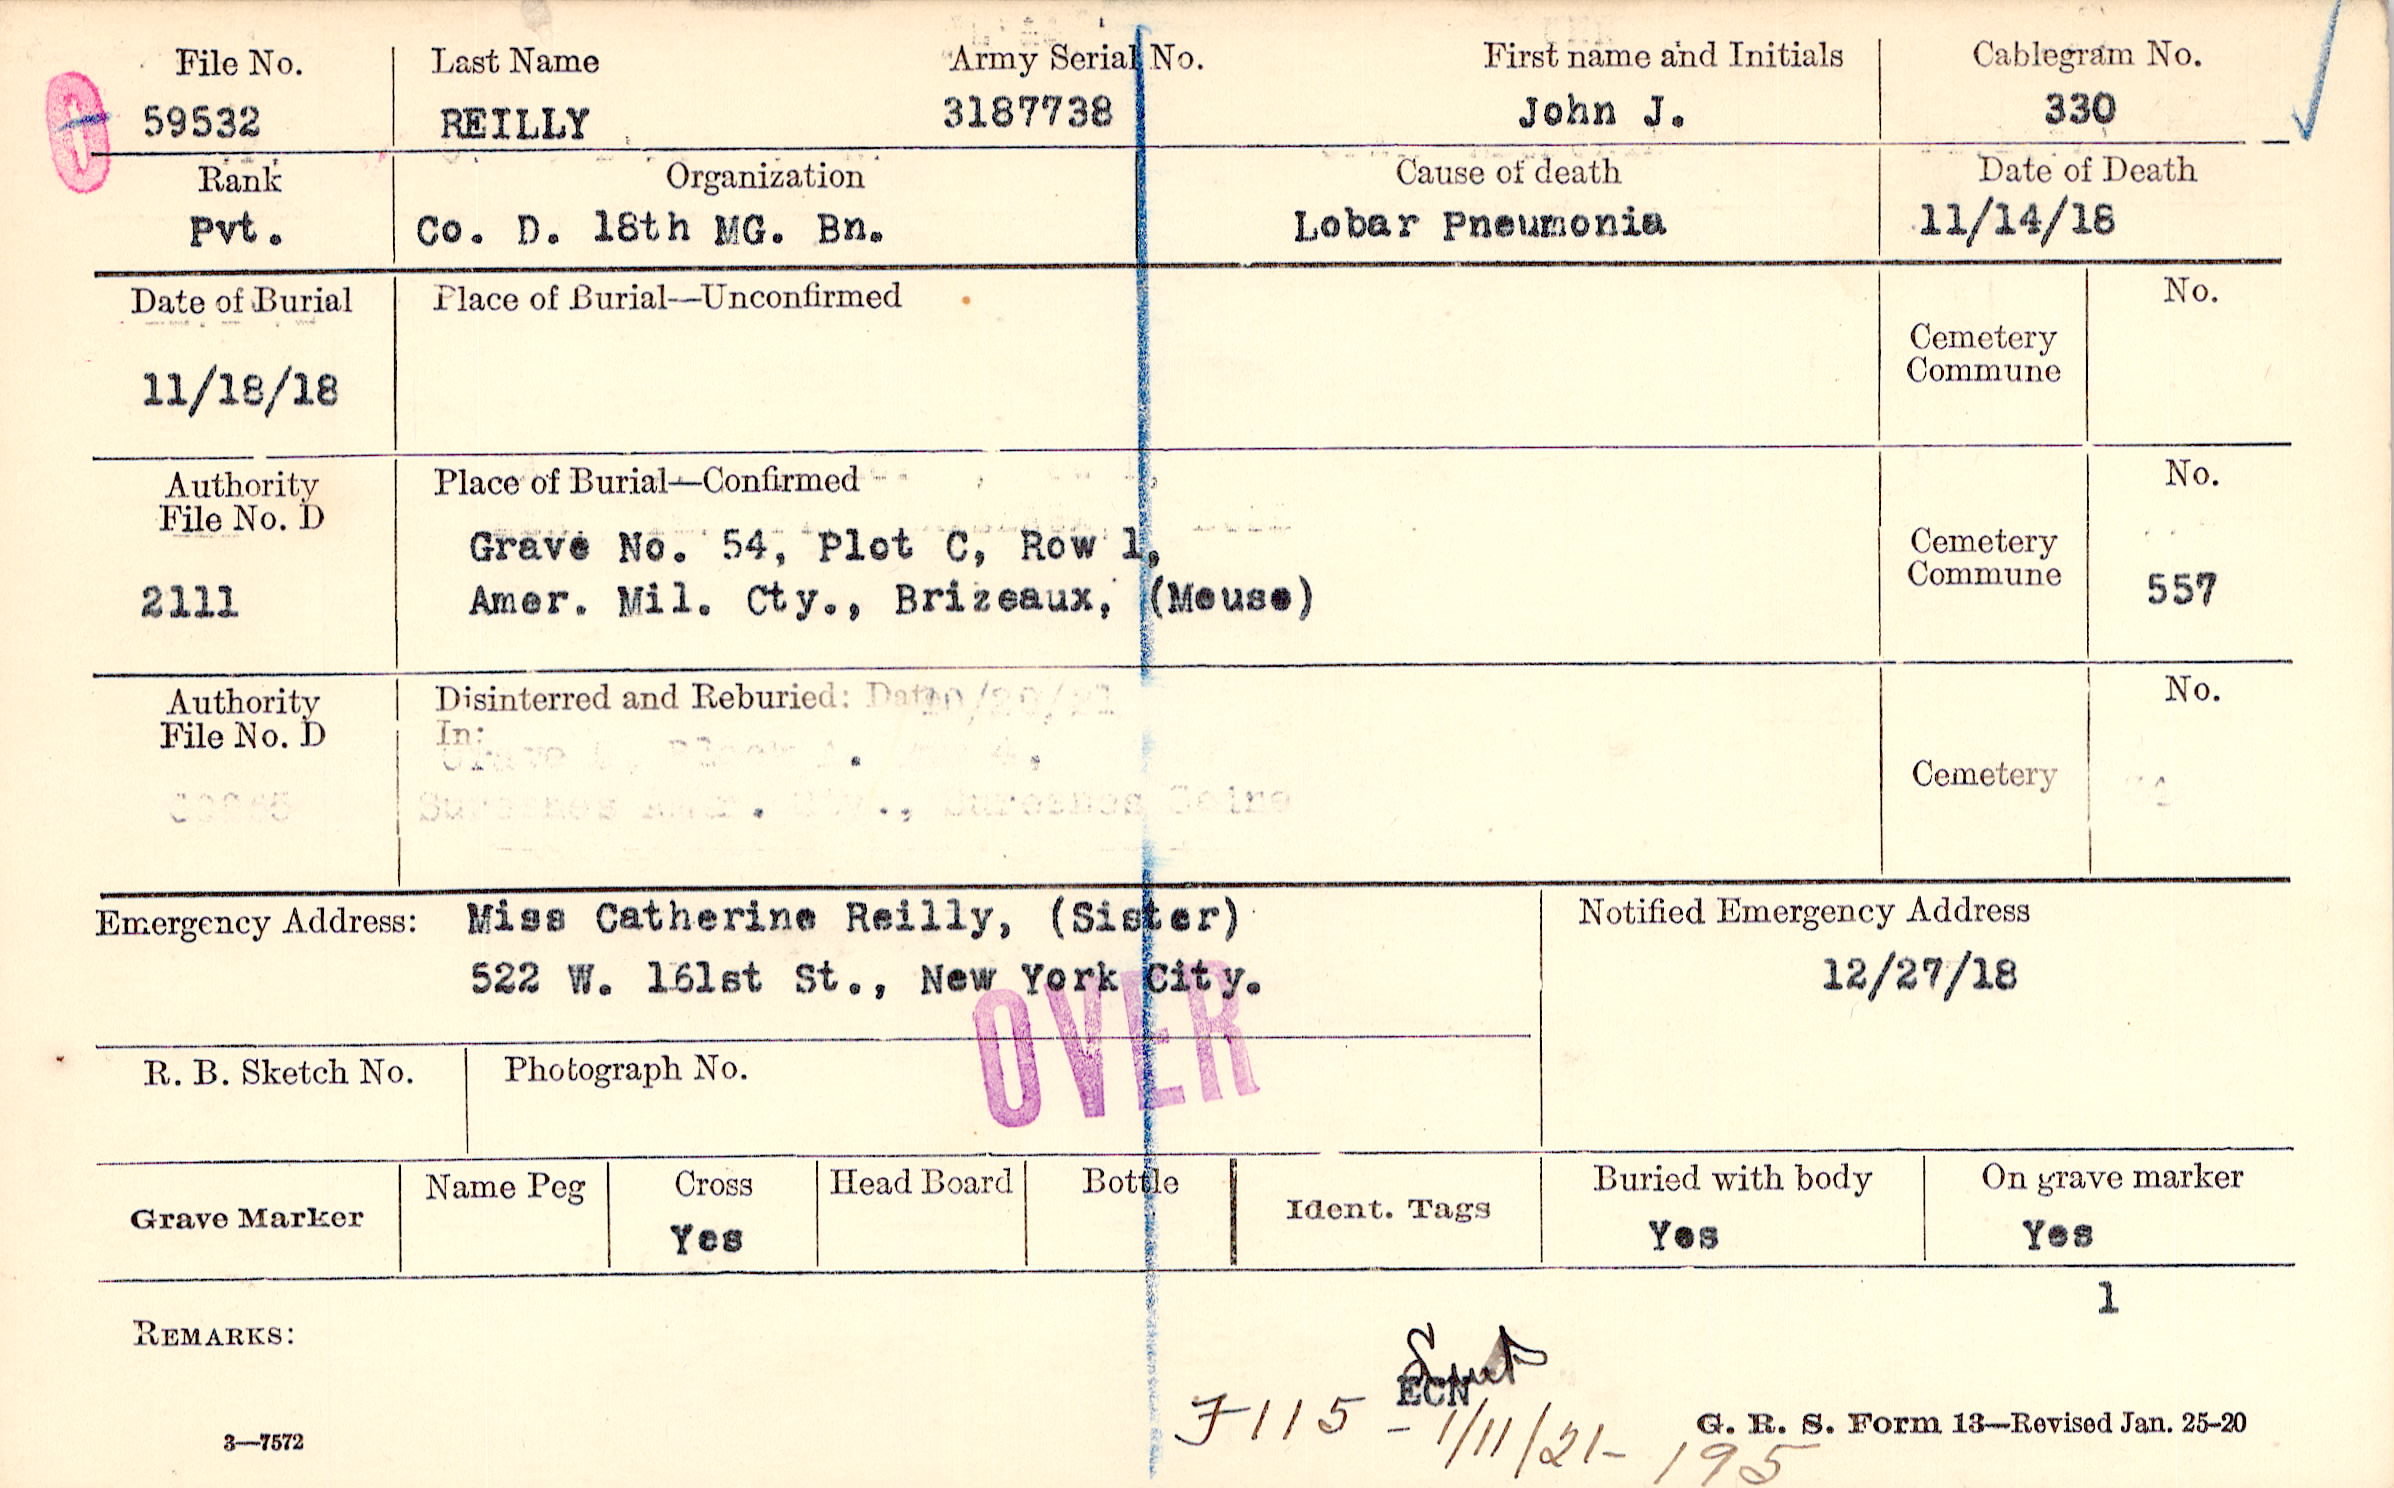 File No. Last Name Army Serial No. First name and Initials Cablegram No.
59532 REILLY 3187738 John J. 330
Rank Organization Cause of death Date of Death
Pvt. Co. D. 18th MG. Bn. Lobar Pneumonia 11/14/18
Date of Burial Place of Burial—Unconfirmed No.
Cemetery
Commune
11/18/18
Authority Place of Burial—Confirmed No.
File No. D
Grave No. 54, Plot C, Row 1, Cemetery
Commune
2111 Amer. Mil. Cty., Brizeaux, (Meuse) 557
Authority Disinterred and Reburied: Date
File No. D In: No.
Cemetery
Suresnes Amer. Cty., Suresnes Seine
Emergency Address: Miss Catherine Reilly, (Sister) Notified Emergency Address
522 W. 161st St., New York City. 12/27/18
OVER
R. B. Sketch No. Photograph No.
Grave Marker Name Peg Cross Head Board Bottle Ident. Tags Buried with body On grave marker
Yes Yes Yes
1
REMARKS:
ECN
F115 - 1/11/21- 195
3—7572 G. R. S. Form 13—Revised Jan. 25-20